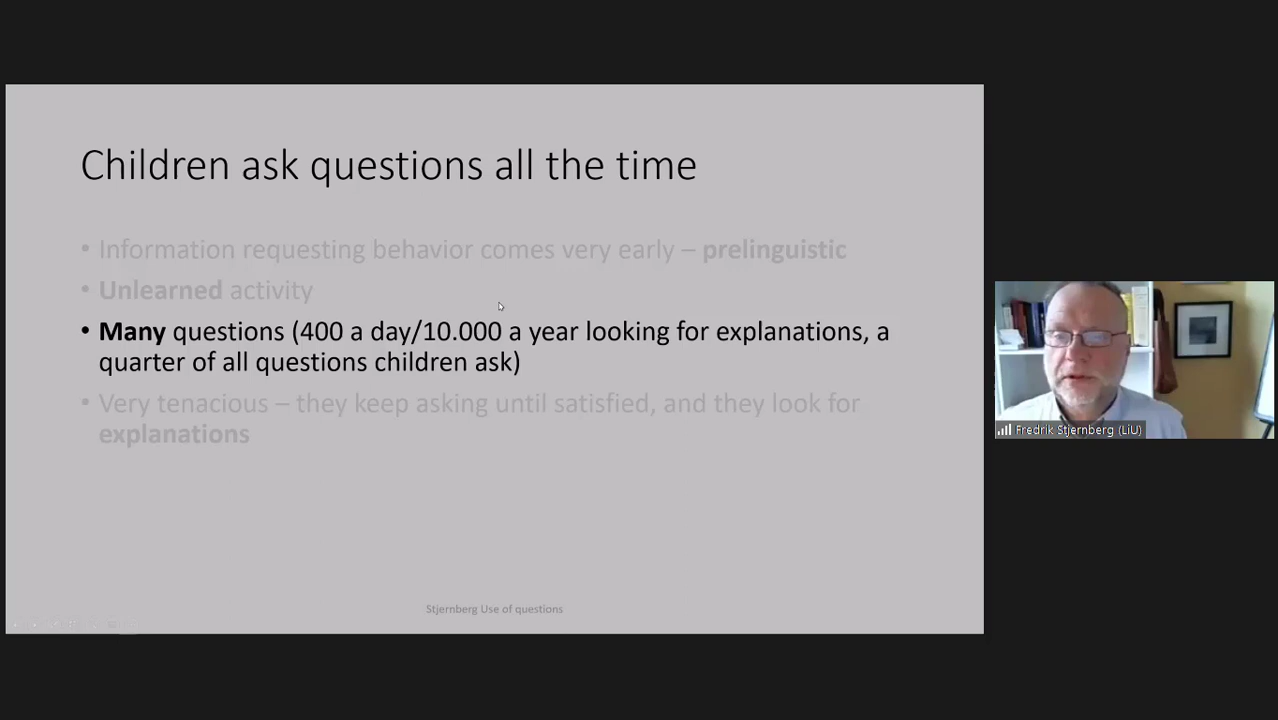 Children ask questions all the time
• Information requesting behavior comes very early – prelinguistic
• Unlearned activity
• Many questions (400 a day/10.000 a year looking for explanations, a
quarter of all questions children ask)
• Very tenacious – they keep asking until satisfied, and they look for
explanations
Stjernberg Use of questions
Fredrik Stjernberg (LiU)